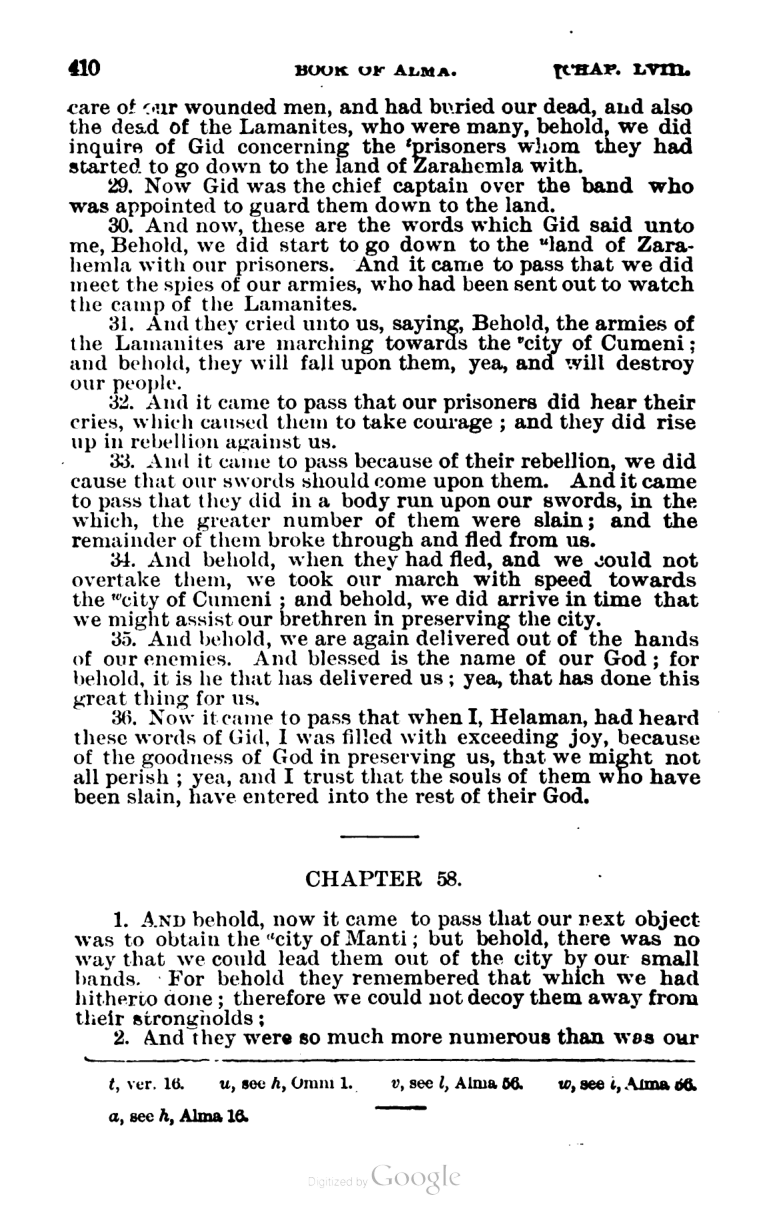 410 BOOK OF ALMA. [CHAP. LVIII.
care of our wounded men, and had buried our dead, and also
the dead of the Lamanites, who were many, behold, we did
inquire of Gid concerning the ᵗprisoners whom they had
started to go down to the land of Zarahemla with.
29. Now Gid was the chief captain over the band who
was appointed to guard them down to the land.
30. And now, these are the words which Gid said unto
me, Behold, we did start to go down to the ᵘland of Zara-
hemla with our prisoners. And it came to pass that we did
meet the spies of our armies, who had been sent out to watch
the camp of the Lamanites.
31. And they cried unto us, saying, Behold, the armies of
the Lamanites are marching towards the ᵛcity of Cumeni;
and behold, they will fall upon them, yea, and will destroy
our people.
32. And it came to pass that our prisoners did hear their
cries, which caused them to take courage; and they did rise
up in rebellion against us.
33. And it came to pass because of their rebellion, we did
cause that our swords should come upon them. And it came
to pass that they did in a body run upon our swords, in the
which, the greater number of them were slain; and the
remainder of them broke through and fled from us.
34. And behold, when they had fled, and we could not
overtake them, we took our march with speed towards
the ʷcity of Cumeni; and behold, we did arrive in time that
we might assist our brethren in preserving the city.
35. And behold, we are again delivered out of the hands
of our enemies. And blessed is the name of our God; for
behold, it is he that has delivered us; yea, that has done this
great thing for us.
36. Now it came to pass that when I, Helaman, had heard
these words of Gid, I was filled with exceeding joy, because
of the goodness of God in preserving us, that we might not
all perish; yea, and I trust that the souls of them who have
been slain, have entered into the rest of their God.
CHAPTER 58.
1. AND behold, now it came to pass that our next object
was to obtain the ᵃcity of Manti; but behold, there was no
way that we could lead them out of the city by our small
bands. For behold they remembered that which we had
hitherto done; therefore we could not decoy them away from
their strongholds;
2. And they were so much more numerous than was our
t, ver. 16. u, see h, Omni 1. v, see l, Alma 56. w, see i, Alma 56.
a, see h, Alma 16.
Digitized by Google